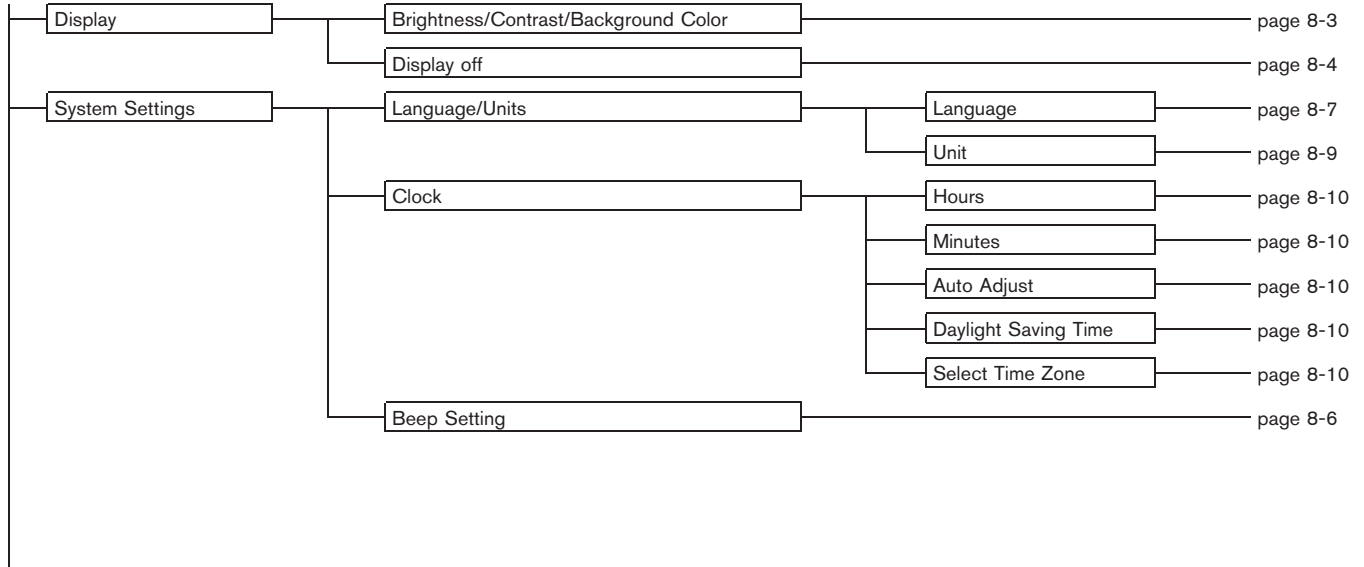 Display Brightness/Contrast/Background Color page 8-3
Display off page 8-4
System Settings Language/Units Language page 8-7
Unit page 8-9
Clock Hours page 8-10
Minutes page 8-10
Auto Adjust page 8-10
Daylight Saving Time page 8-10
Select Time Zone page 8-10
Beep Setting page 8-6